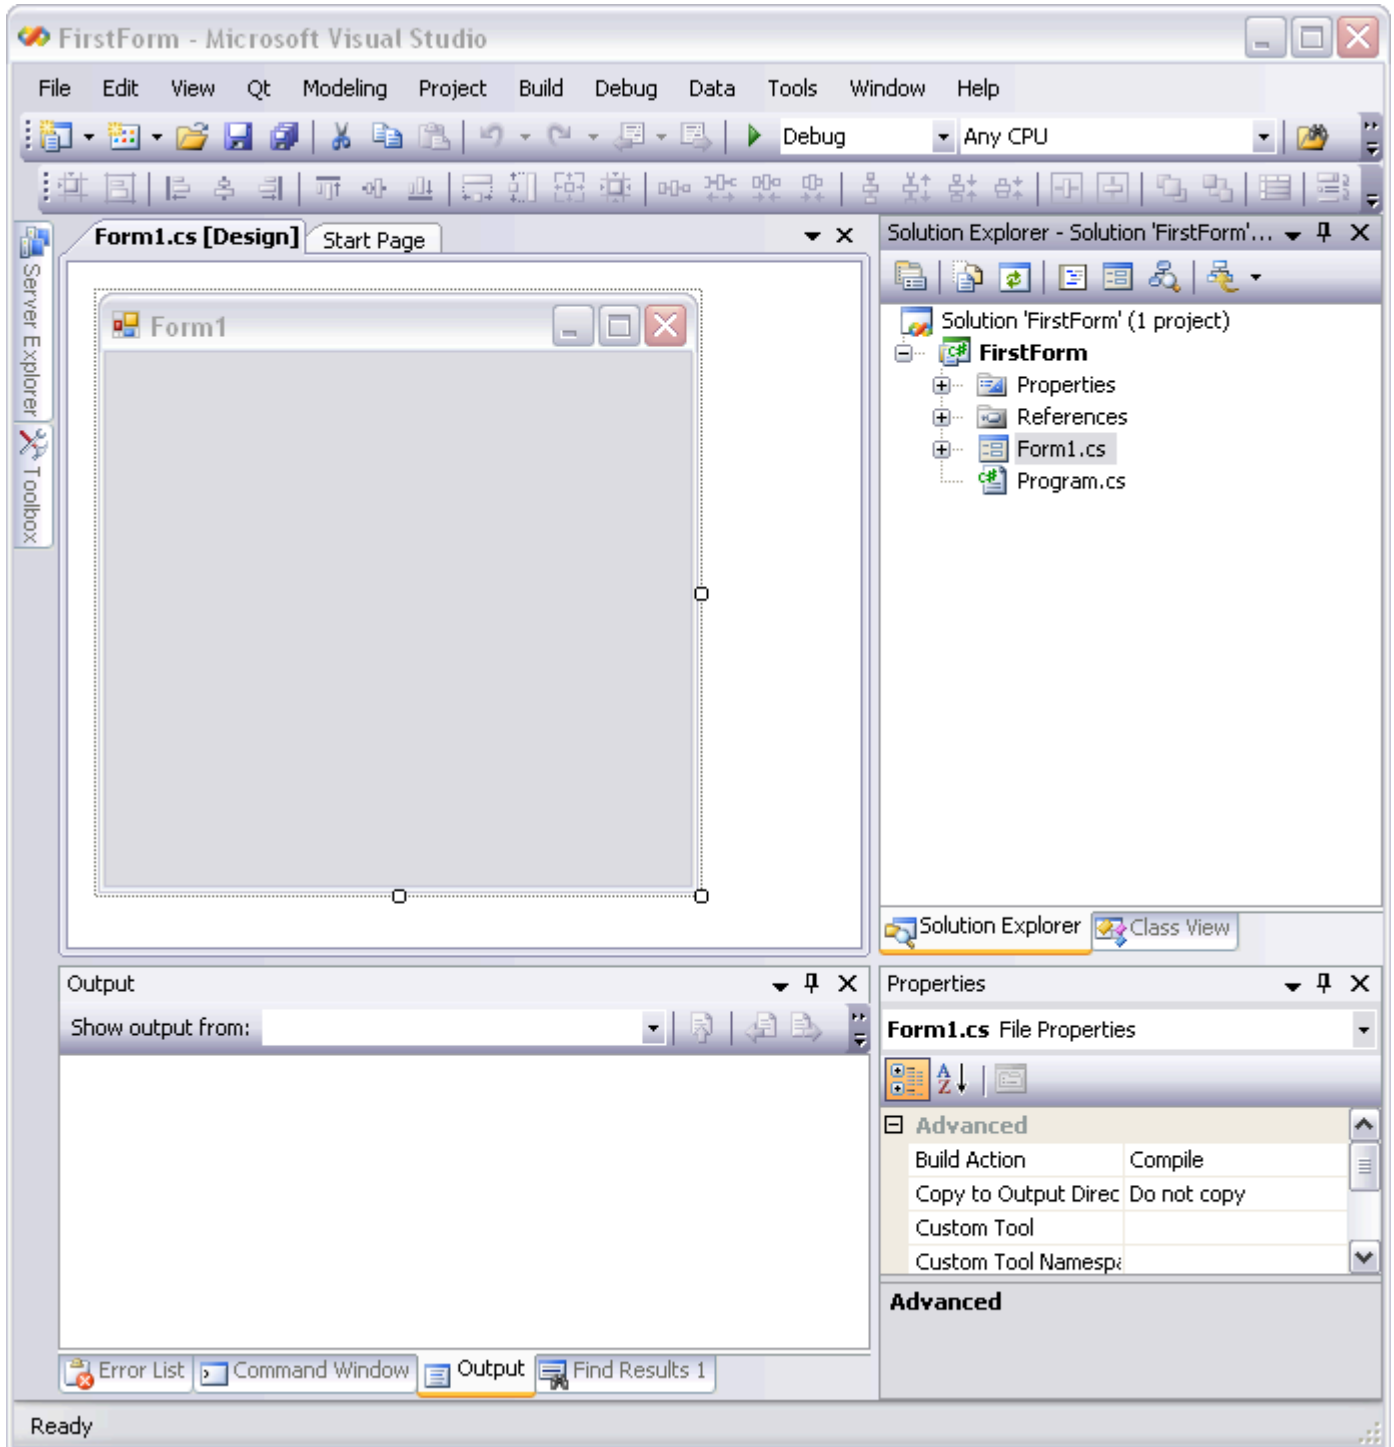 FirstForm - Microsoft Visual Studio
File Edit View Qt Modeling Project Build Debug Data Tools Window Help
Debug Any CPU
Form1.cs [Design] Start Page
Server Explorer
Toolbox
Form1
Solution Explorer - Solution 'FirstForm'...
Solution 'FirstForm' (1 project)
FirstForm
Properties
References
Form1.cs
Program.cs
Solution Explorer Class View
Output
Show output from:
Error List Command Window Output Find Results 1
Properties
Form1.cs File Properties
Advanced
Build Action Compile
Copy to Output Direc Do not copy
Custom Tool
Custom Tool Namespa
Advanced
Ready